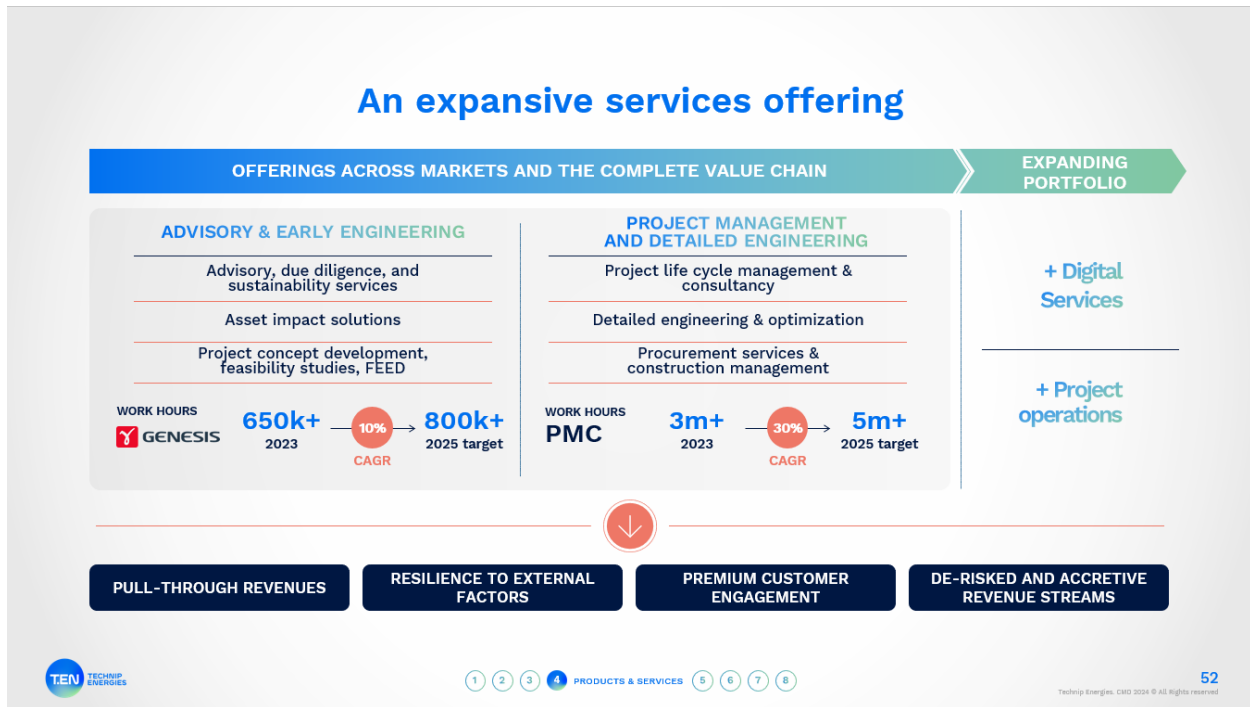 An expansive services offering
OFFERINGS ACROSS MARKETS AND THE COMPLETE VALUE CHAIN
EXPANDING
PORTFOLIO
ADVISORY & EARLY ENGINEERING
Advisory, due diligence, and
sustainability services
Asset impact solutions
Project concept development,
feasibility studies, FEED
WORK HOURS
GENESIS
650k+
2023
10%
CAGR
800k+
2025 target
PROJECT MANAGEMENT
AND DETAILED ENGINEERING
Project life cycle management &
consultancy
Detailed engineering & optimization
Procurement services &
construction management
WORK HOURS
PMC
3m+
2023
30%
CAGR
5m+
2025 target
+ Digital
Services
+ Project
operations
PULL-THROUGH REVENUES
RESILIENCE TO EXTERNAL
FACTORS
PREMIUM CUSTOMER
ENGAGEMENT
DE-RISKED AND ACCRETIVE
REVENUE STREAMS
T.EN TECHNIP
ENERGIES
1 2 3 4 PRODUCTS & SERVICES 5 6 7 8
52
Technip Energies. CMD 2024 © All Rights reserved